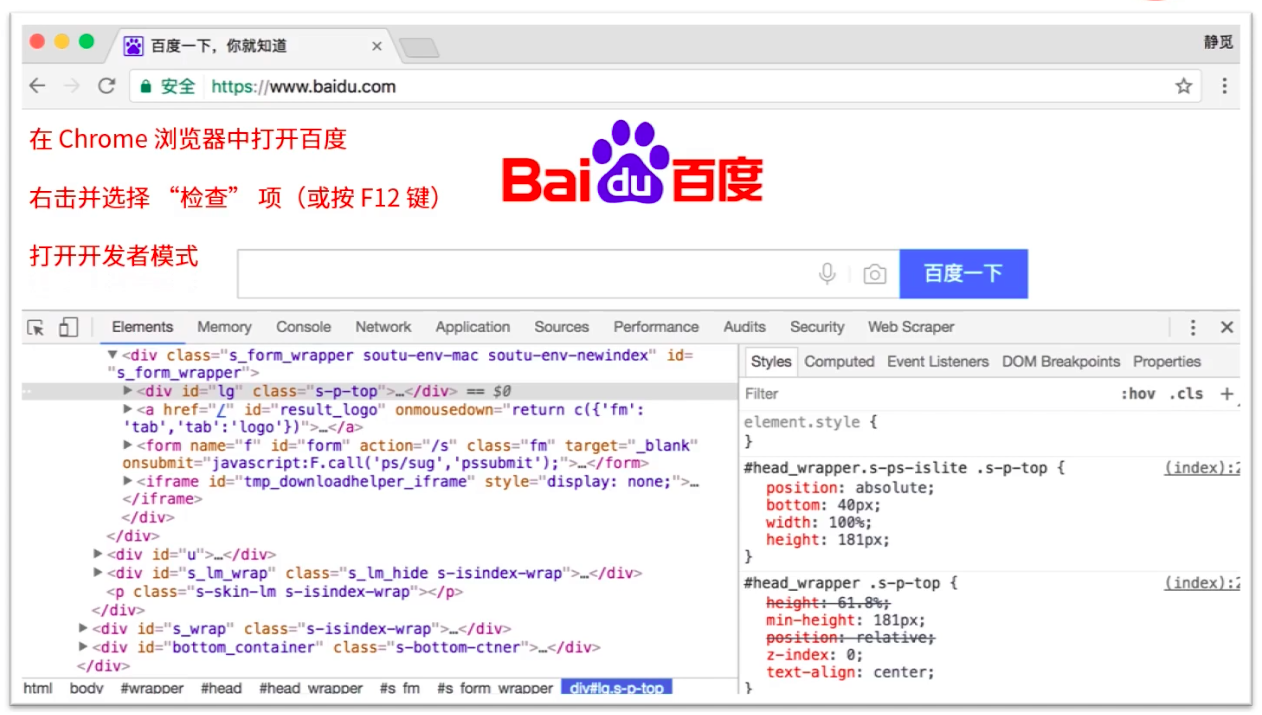 百度一下，你就知道
静觅
安全 https://www.baidu.com
在 Chrome 浏览器中打开百度
Bai du 百度
右击并选择 “检查” 项（或按 F12 键）
打开开发者模式
百度一下
Elements Memory Console Network Application Sources Performance Audits Security Web Scraper
▼<div class="s_form_wrapper soutu-env-mac soutu-env-newindex" id=
"s_form_wrapper">
▶<div id="lg" class="s-p-top">…</div> == $0
▶<a href="/" id="result_logo" onmousedown="return c({'fm':
'tab','tab':'logo'})">…</a>
▶<form name="f" id="form" action="/s" class="fm" target="_blank"
onsubmit="javascript:F.call('ps/sug','pssubmit');">…</form>
▶<iframe id="tmp_downloadhelper_iframe" style="display: none;">…
</iframe>
</div>
</div>
▶<div id="u">…</div>
▶<div id="s_lm_wrap" class="s_lm_hide s-isindex-wrap">…</div>
<p class="s-skin-lm s-isindex-wrap"></p>
</div>
▶<div id="s_wrap" class="s-isindex-wrap">…</div>
▶<div id="bottom_container" class="s-bottom-ctner">…</div>
</div>
html body #wrapper #head #head_wrapper #s_fm #s_form_wrapper div#lg.s-p-top
Styles Computed Event Listeners DOM Breakpoints Properties
Filter :hov .cls +
element.style {
}
#head_wrapper.s-ps-islite .s-p-top { (index):2
position: absolute;
bottom: 40px;
width: 100%;
height: 181px;
}
#head_wrapper .s-p-top { (index):2
height: 61.8%;
min-height: 181px;
position: relative;
z-index: 0;
text-align: center;
}